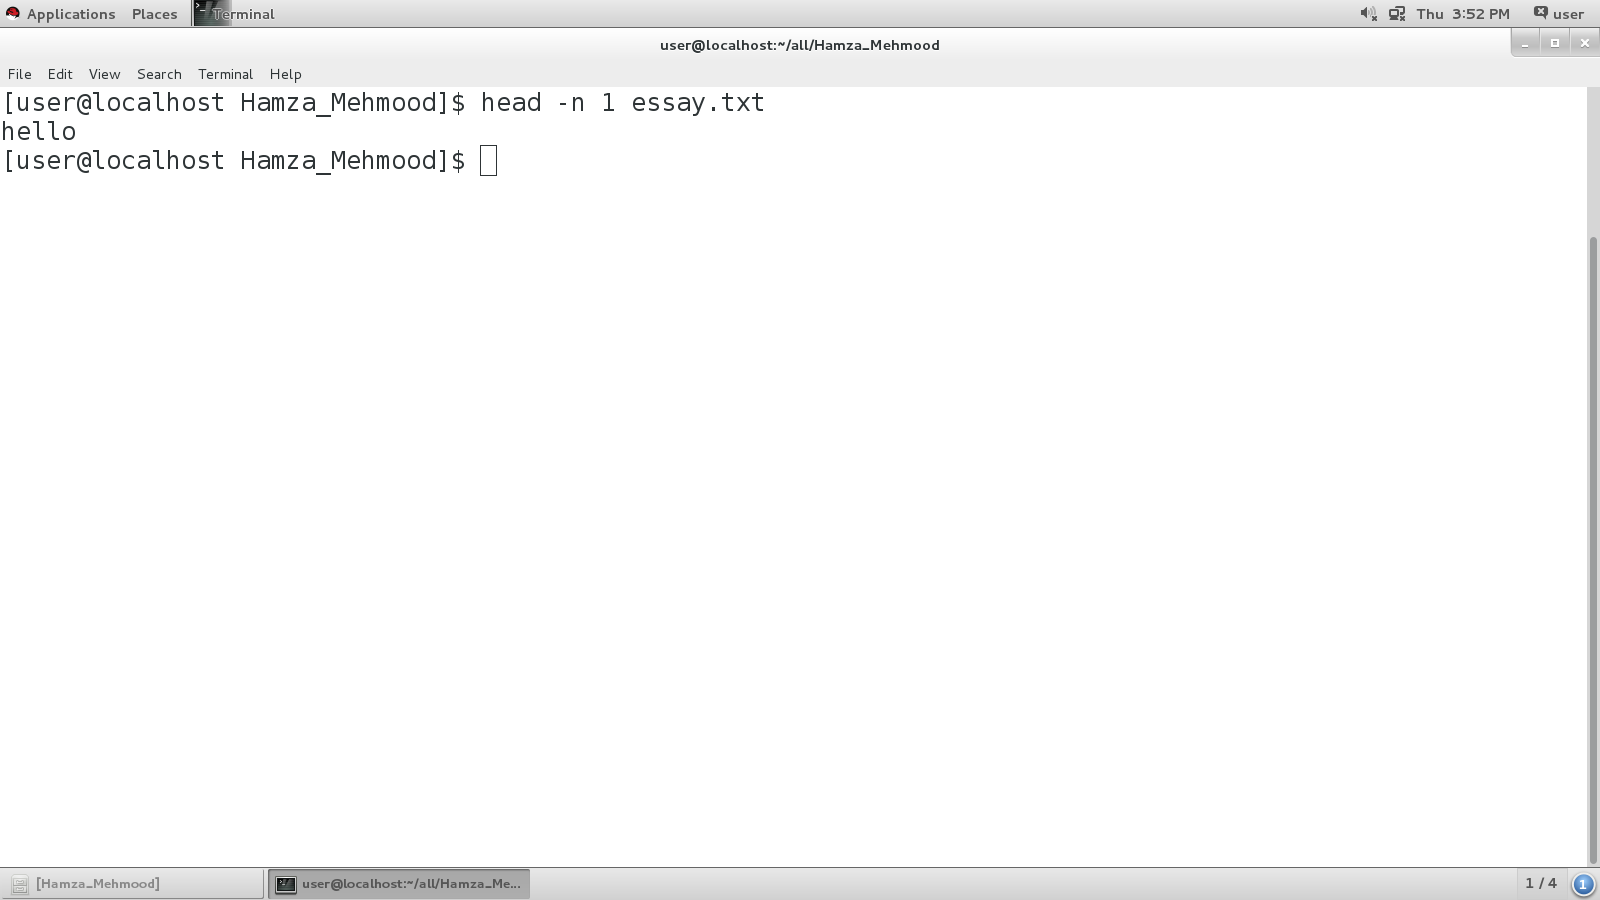 Applications Places Terminal Thu 3:52 PM user
user@localhost:~/all/Hamza_Mehmood
File Edit View Search Terminal Help
[user@localhost Hamza_Mehmood]$ head -n 1 essay.txt
hello
[user@localhost Hamza_Mehmood]$
[Hamza_Mehmood] user@localhost:~/all/Hamza_Me... 1 / 4 1